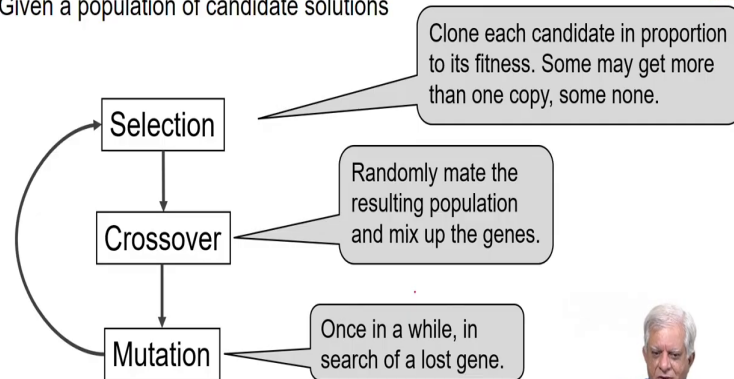 Given a population of candidate solutions
Clone each candidate in proportion
to its fitness. Some may get more
than one copy, some none.
Selection
Randomly mate the
resulting population
and mix up the genes.
Crossover
Once in a while, in
search of a lost gene.
Mutation